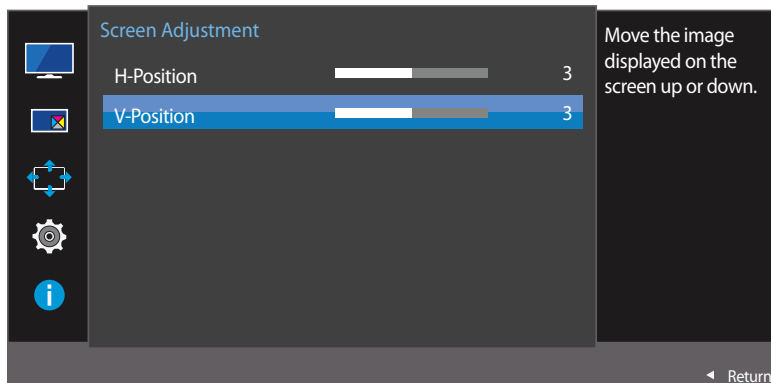 Screen Adjustment
H-Position 3
V-Position 3
Move the image
displayed on the
screen up or down.
i
Return